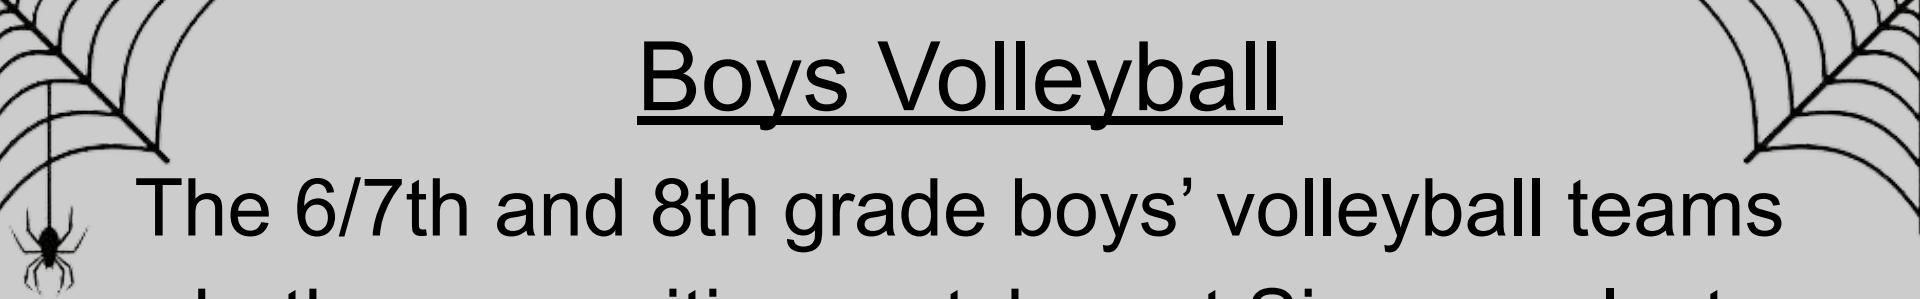 Boys Volleyball
The 6/7th and 8th grade boys’ volleyball teams